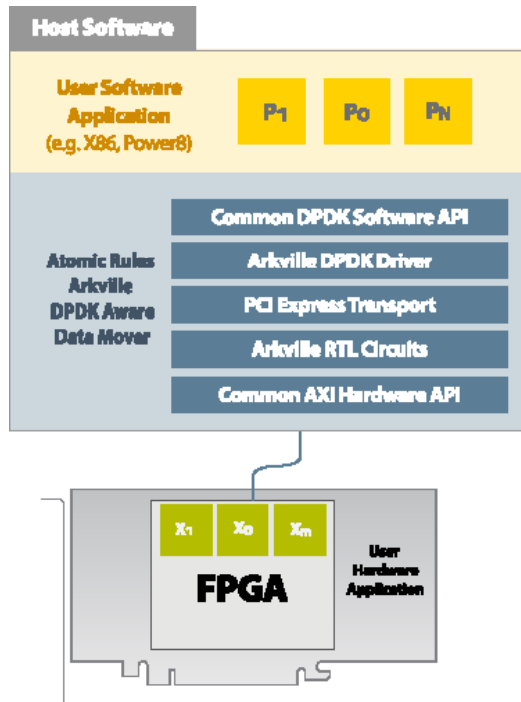 Host Software
User Software
Application
(e.g. X86, Power8)
P1 P0 PN
Atomic Rules
Arkville
DPDK Aware
Data Mover
Common DPDK Software API
Arkville DPDK Driver
PCI Express Transport
Arkville RTL Circuits
Common AXI Hardware API
X1 X0 Xm
FPGA
User
Hardware
Application